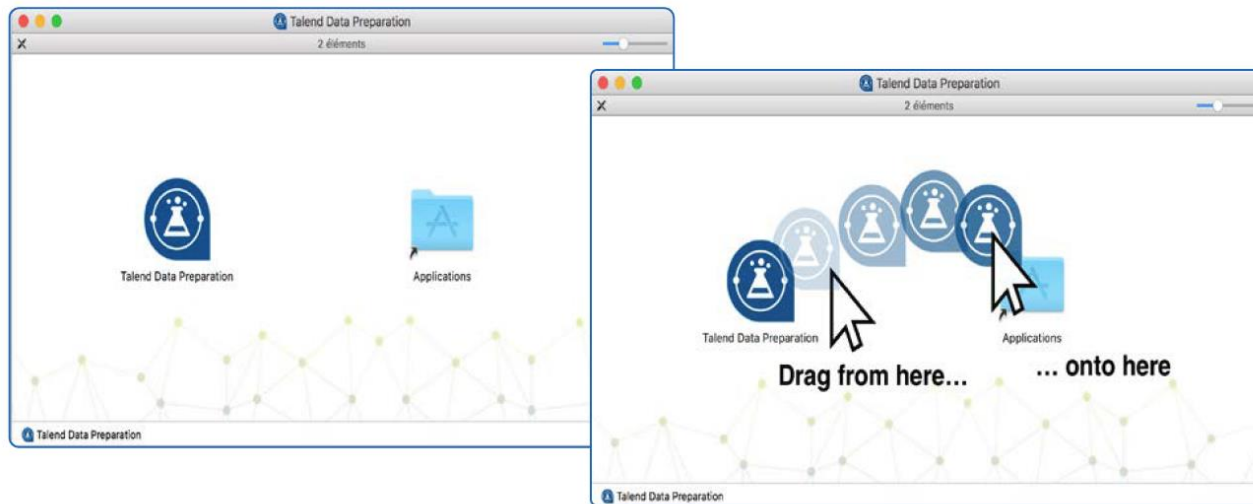 Talend Data Preparation
2 éléments
Talend Data Preparation
Applications
Talend Data Preparation
Talend Data Preparation
2 éléments
Talend Data Preparation
Applications
Drag from here...
... onto here
Talend Data Preparation